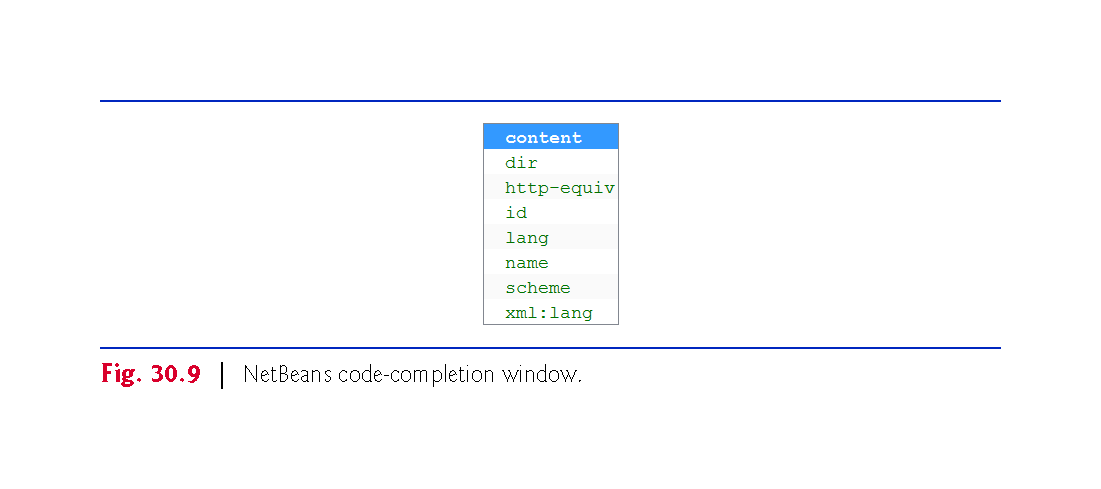 content
dir
http-equiv
id
lang
name
scheme
xml:lang
Fig. 30.9 | NetBeans code-completion window.